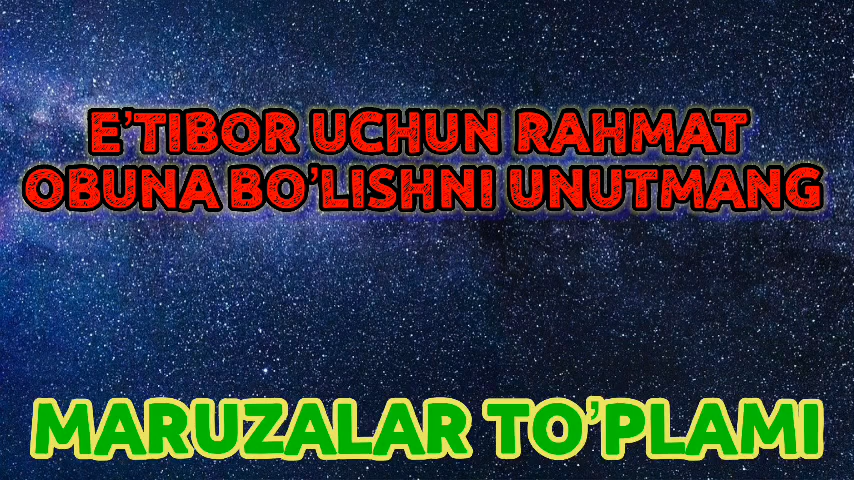 E’TIBOR UCHUN RAHMAT
OBUNA BO’LISHNI UNUTMANG
MARUZALAR TO’PLAMI